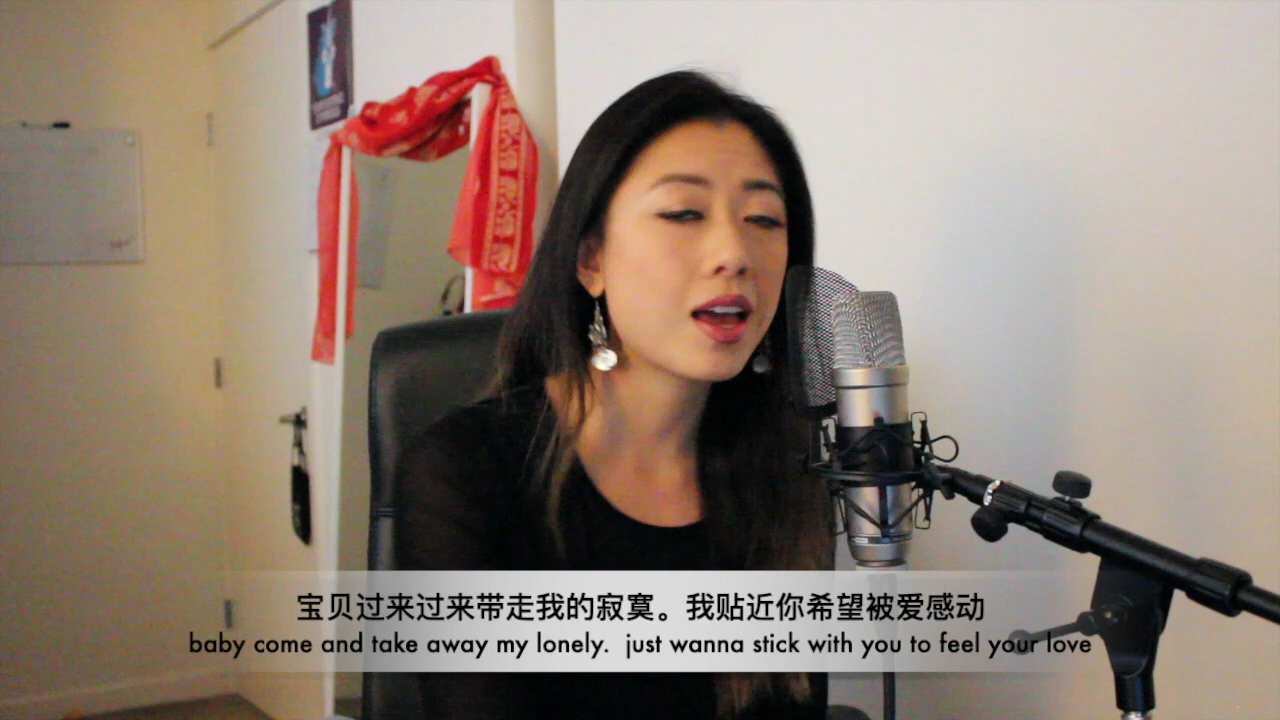 宝贝过来过来带走我的寂寞。我贴近你希望被爱感动
baby come and take away my lonely.  just wanna stick with you to feel your love